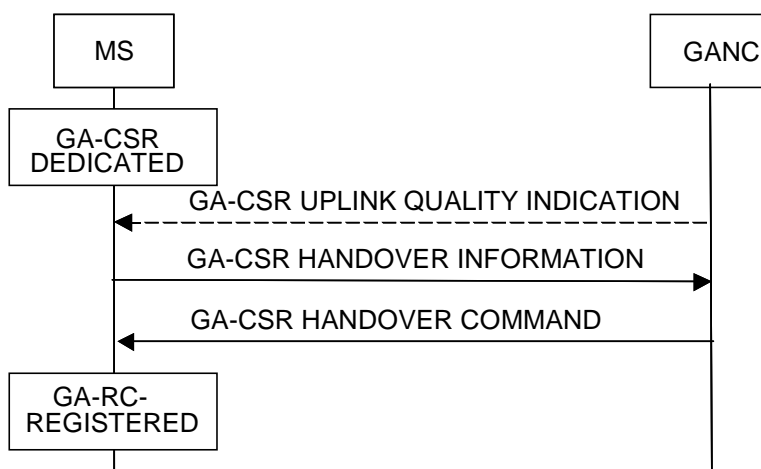 MS
GANC
GA-CSR
DEDICATED
GA-CSR UPLINK QUALITY INDICATION
GA-CSR HANDOVER INFORMATION
GA-CSR HANDOVER COMMAND
GA-RC-
REGISTERED